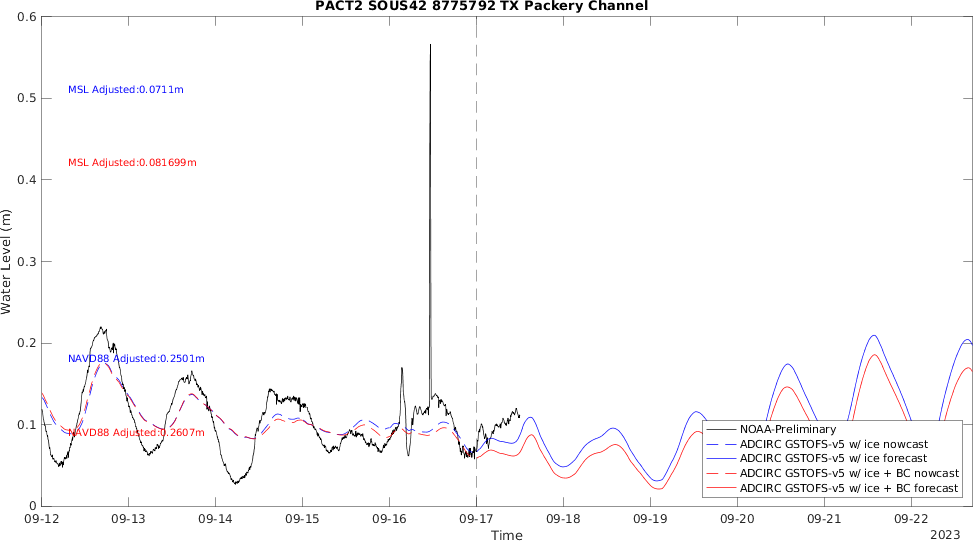 PACT2 SOUS42 8775792 TX Packery Channel
0.6
0.5
0.4
0.3
0.2
0.1
0
Water Level (m)
MSL Adjusted:0.0711m
MSL Adjusted:0.081699m
NAVD88 Adjusted:0.2501m
NAVD88 Adjusted:0.2607m
NOAA-Preliminary
ADCIRC GSTOFS-v5 w/ ice nowcast
ADCIRC GSTOFS-v5 w/ ice forecast
ADCIRC GSTOFS-v5 w/ ice + BC nowcast
ADCIRC GSTOFS-v5 w/ ice + BC forecast
09-12 09-13 09-14 09-15 09-16 09-17 09-18 09-19 09-20 09-21 09-22
Time
2023